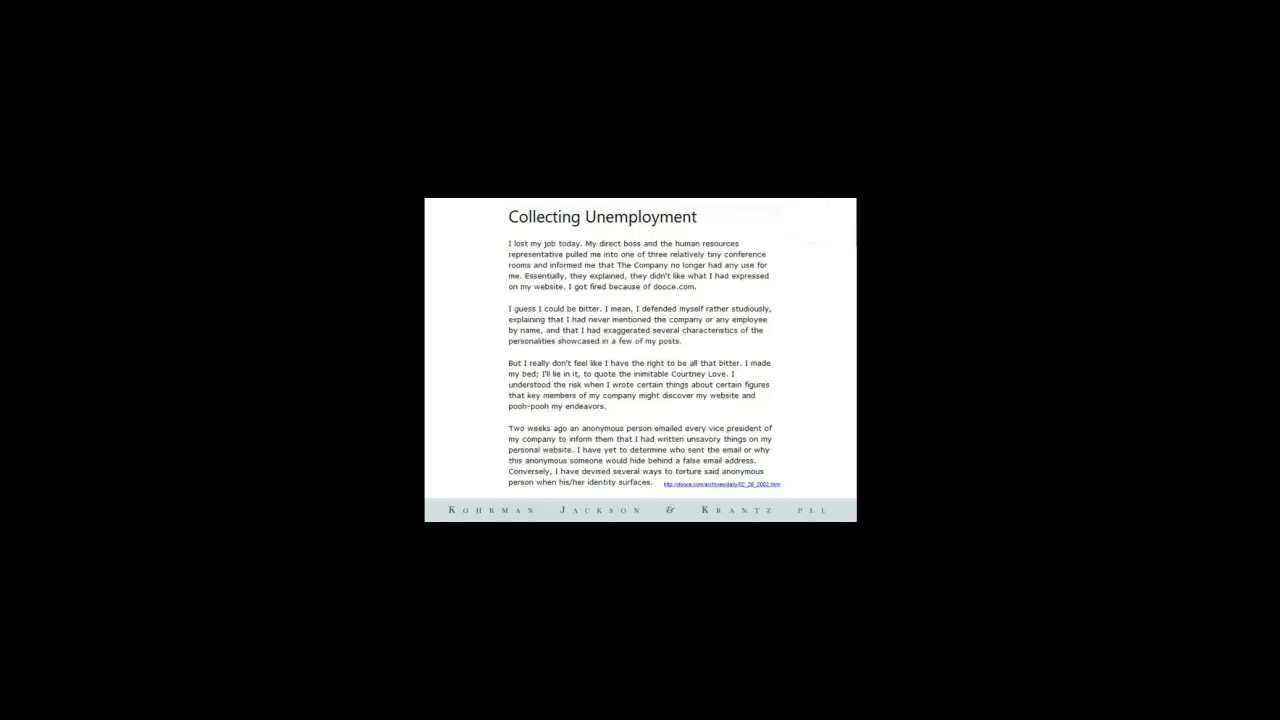 Collecting Unemployment
I lost my job today. My direct boss and the human resources
representative pulled me into one of three relatively tiny conference
rooms and informed me that The Company no longer had any use for
me. Essentially, they explained, they didn't like what I had expressed
on my website. I got fired because of dooce.com.
I guess I could be bitter. I mean, I defended myself rather studiously,
explaining that I had never mentioned the company or any employee
by name, and that I had exaggerated several characteristics of the
personalities showcased in a few of my posts.
But I really don't feel like I have the right to be all that bitter. I made
my bed; I'll lie in it, to quote the inimitable Courtney Love. I
understood the risk when I wrote certain things about certain figures
that key members of my company might discover my website and
pooh-pooh my endeavors.
Two weeks ago an anonymous person emailed every vice president of
my company to inform them that I had written unsavory things on my
personal website. I have yet to determine who sent the email or why
this anonymous someone would hide behind a false email address.
Conversely, I have devised several ways to torture said anonymous
person when his/her identity surfaces.
http://dooce.com/archives/daily/02_26_2002.html
KOHRMAN JACKSON & KRANTZ PLL